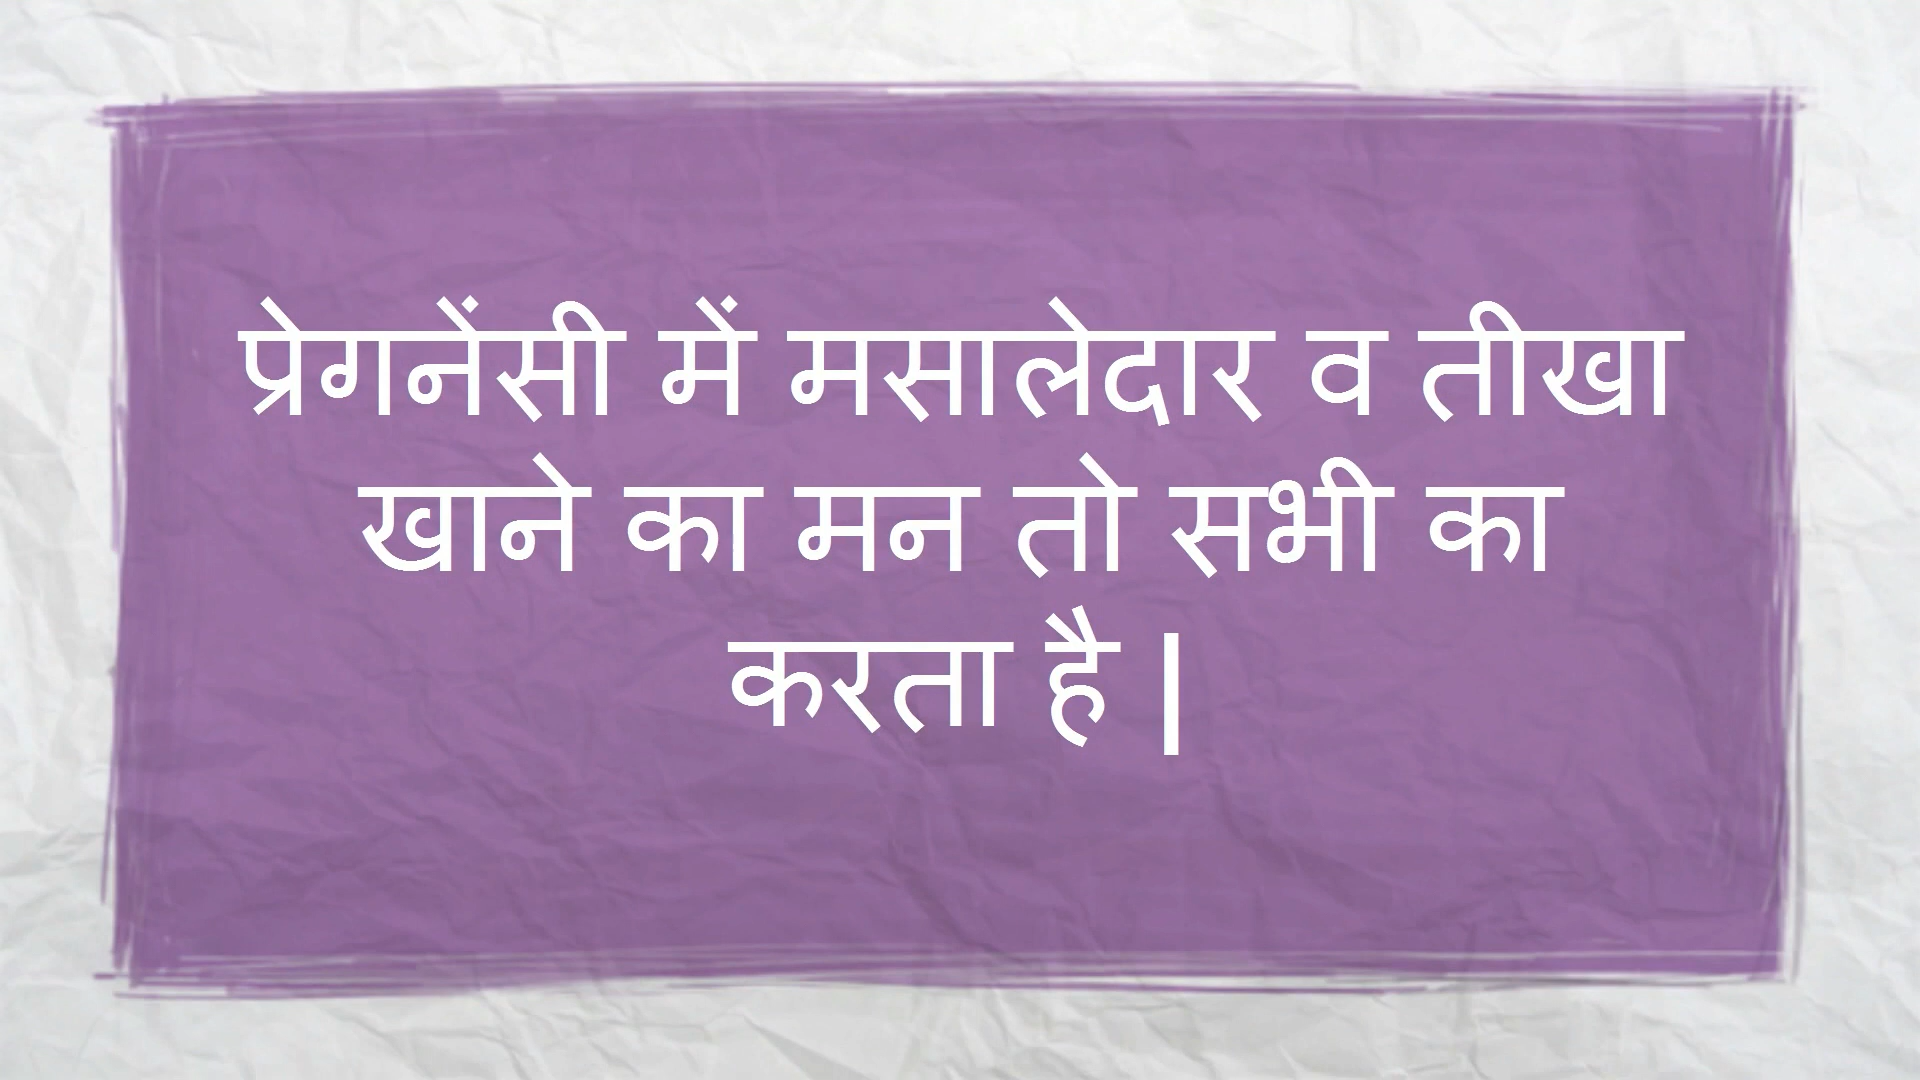 प्रेगनेंसी में मसालेदार व तीखा
खाने का मन तो सभी का
करता है |